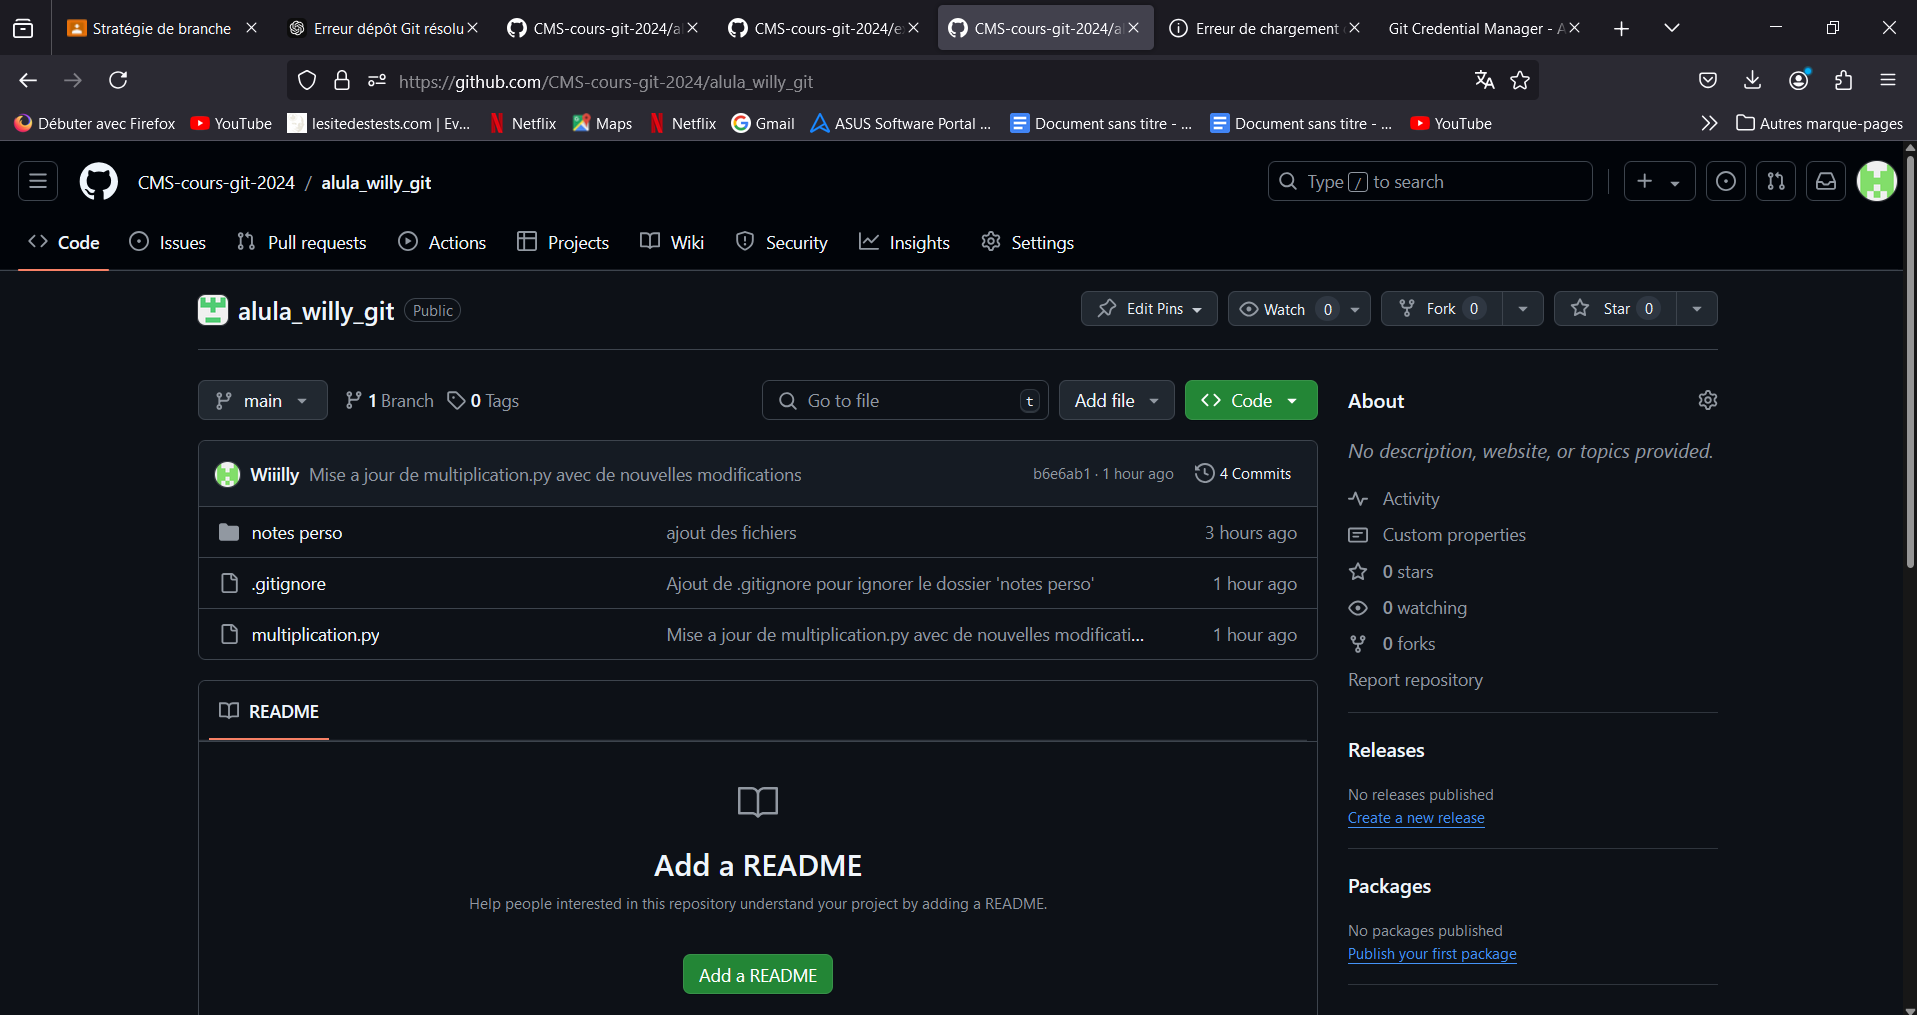 Stratégie de branche
Erreur dépôt Git résolu
CMS-cours-git-2024/al
CMS-cours-git-2024/e
CMS-cours-git-2024/al
Erreur de chargement
Git Credential Manager - A
https://github.com/CMS-cours-git-2024/alula_willy_git
Débuter avec Firefox
YouTube
lesitedestests.com | Ev...
Netflix
Maps
Netflix
Gmail
ASUS Software Portal ...
Document sans titre - ...
Document sans titre - ...
YouTube
Autres marque-pages
CMS-cours-git-2024 / alula_willy_git
Type / to search
Code
Issues
Pull requests
Actions
Projects
Wiki
Security
Insights
Settings
alula_willy_git Public
Edit Pins
Watch 0
Fork 0
Star 0
main
1 Branch
0 Tags
Go to file t
Add file
Code
Wiiilly Mise a jour de multiplication.py avec de nouvelles modifications
b6e6ab1 · 1 hour ago
4 Commits
notes perso
ajout des fichiers
3 hours ago
.gitignore
Ajout de .gitignore pour ignorer le dossier 'notes perso'
1 hour ago
multiplication.py
Mise a jour de multiplication.py avec de nouvelles modificati...
1 hour ago
README
Add a README
Help people interested in this repository understand your project by adding a README.
Add a README
About
No description, website, or topics provided.
Activity
Custom properties
0 stars
0 watching
0 forks
Report repository
Releases
No releases published
Create a new release
Packages
No packages published
Publish your first package